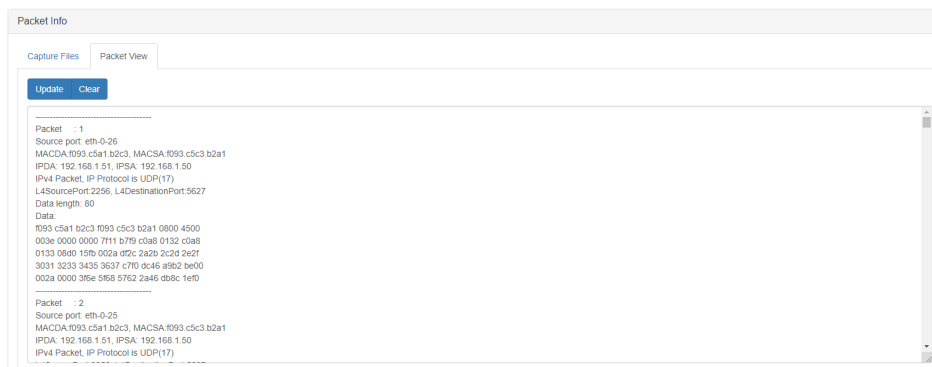 Packet Info
Capture Files Packet View
Update Clear
----------------------------------------
Packet : 1
Source port: eth-0-26
MACDA:f093.c5a1.b2c3, MACSA:f093.c5c3.b2a1
IPDA: 192.168.1.51, IPSA: 192.168.1.50
IPv4 Packet, IP Protocol is UDP(17)
L4SourcePort:2256, L4DestinationPort:5627
Data length: 80
Data:
f093 c5a1 b2c3 f093 c5c3 b2a1 0800 4500
003e 0000 0000 7f11 b7f9 c0a8 0132 c0a8
0133 08d0 15fb 002a df2c 2a2b 2c2d 2e2f
3031 3233 3435 3637 c7f0 dc46 a9b2 be00
002a 0000 3f6e 5f68 5762 2a46 db8c 1ef0
----------------------------------------
Packet : 2
Source port: eth-0-25
MACDA:f093.c5a1.b2c3, MACSA:f093.c5c3.b2a1
IPDA: 192.168.1.51, IPSA: 192.168.1.50
IPv4 Packet, IP Protocol is UDP(17)